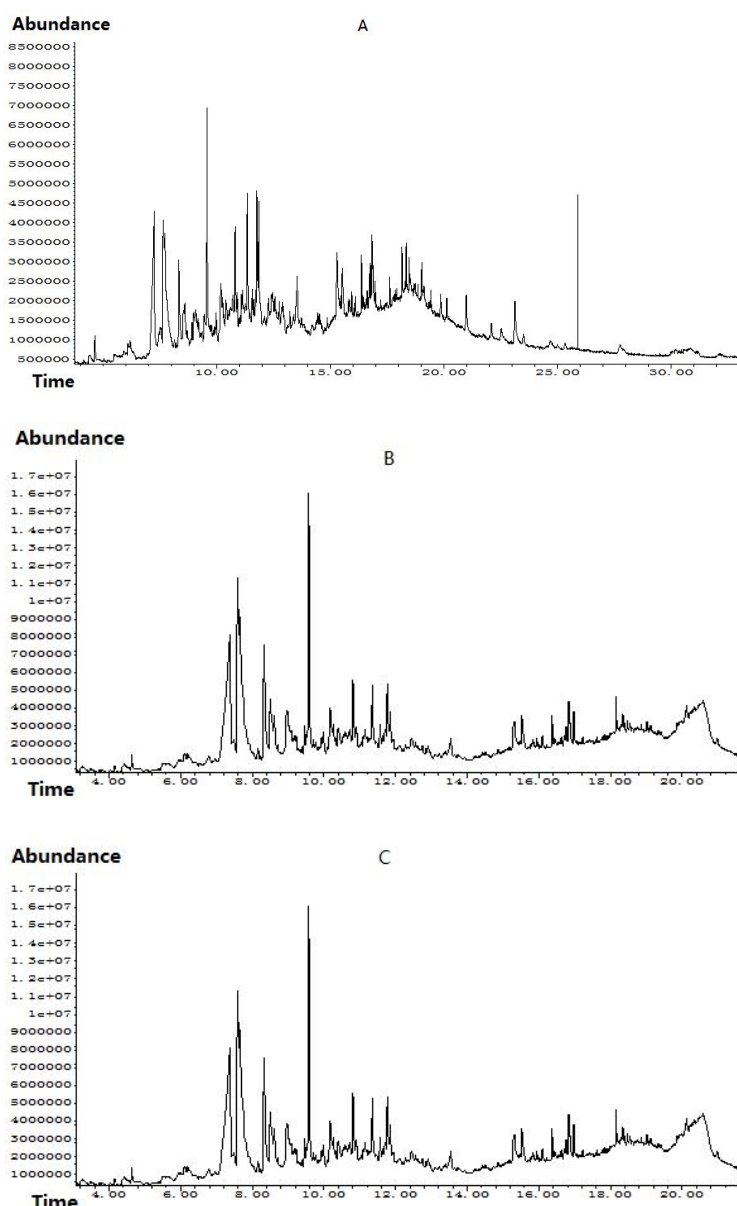 Abundance
A
8500000
8000000
7500000
7000000
6500000
6000000
5500000
5000000
4500000
4000000
3500000
3000000
2500000
2000000
1500000
1000000
500000
10.00 15.00 20.00 25.00 30.00
Time
Abundance
B
1.7e+07
1.6e+07
1.5e+07
1.4e+07
1.3e+07
1.2e+07
1.1e+07
1e+07
9000000
8000000
7000000
6000000
5000000
4000000
3000000
2000000
1000000
4.00 6.00 8.00 10.00 12.00 14.00 16.00 18.00 20.00
Time
Abundance
C
1.7e+07
1.6e+07
1.5e+07
1.4e+07
1.3e+07
1.2e+07
1.1e+07
1e+07
9000000
8000000
7000000
6000000
5000000
4000000
3000000
2000000
1000000
4.00 6.00 8.00 10.00 12.00 14.00 16.00 18.00 20.00
Time